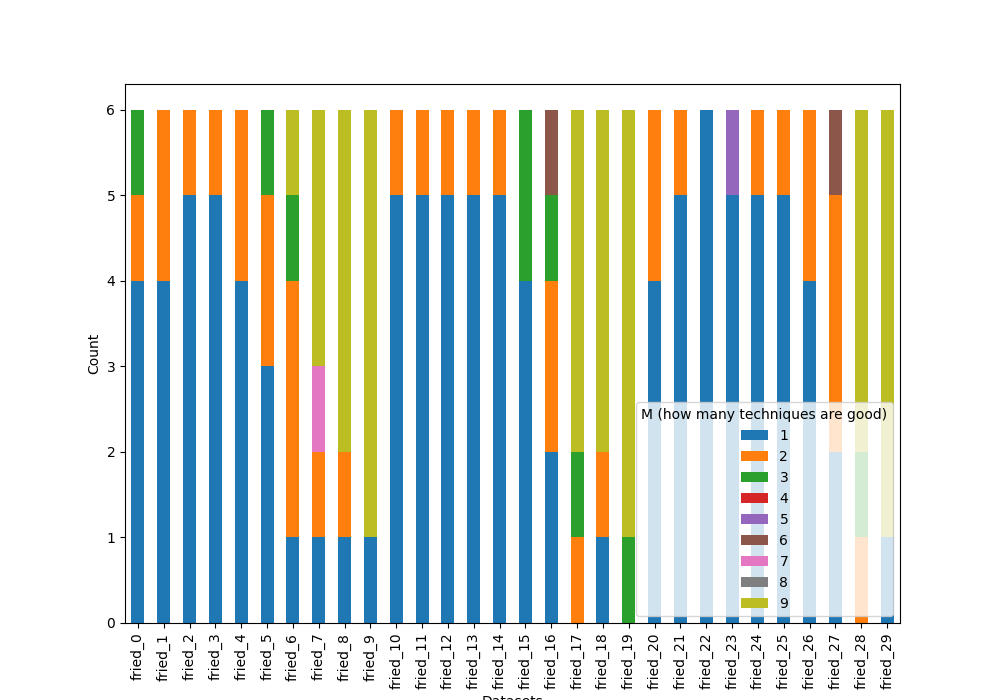 6
5
4
3
2
1
0
Count
M (how many techniques are good)
1
2
3
4
5
6
7
8
9
fried_0
fried_1
fried_2
fried_3
fried_4
fried_5
fried_6
fried_7
fried_8
fried_9
fried_10
fried_11
fried_12
fried_13
fried_14
fried_15
fried_16
fried_17
fried_18
fried_19
fried_20
fried_21
fried_22
fried_23
fried_24
fried_25
fried_26
fried_27
fried_28
fried_29
Datasets